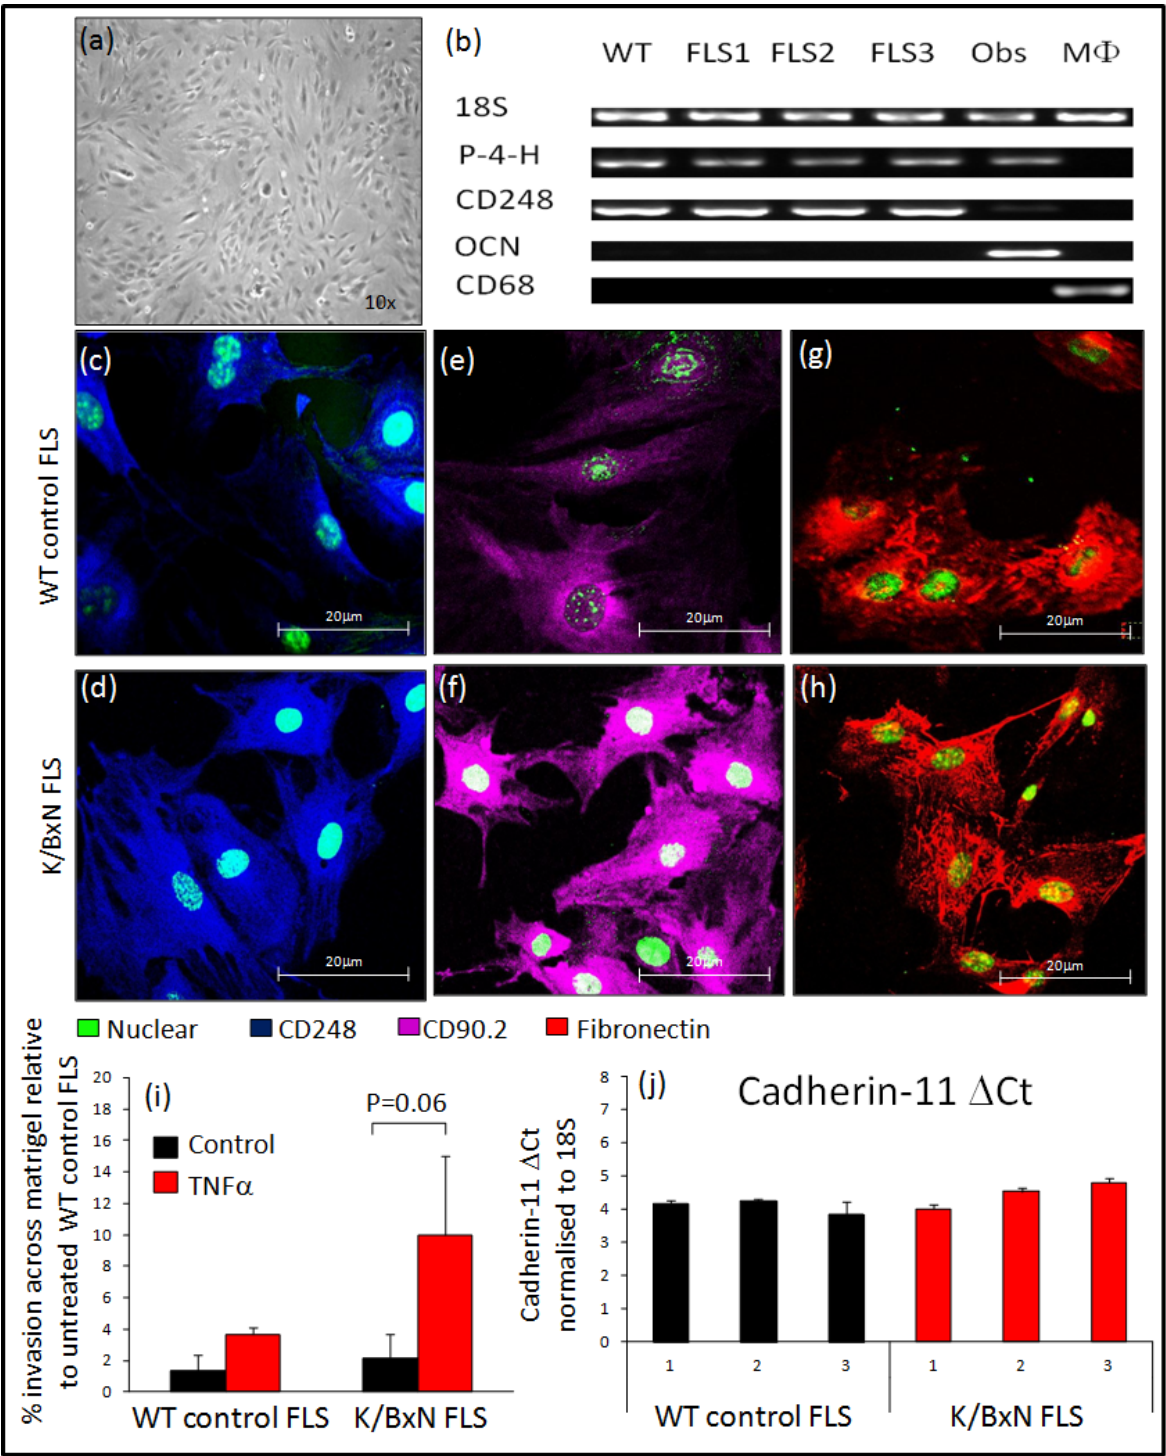 (a)
10x
(b)
WT FLS1 FLS2 FLS3 Obs MΦ
18S
P-4-H
CD248
OCN
CD68
WT control FLS
(c)
20µm
(e)
20µm
(g)
20µm
K/BxN FLS
(d)
20µm
(f)
20µm
(h)
20µm
Nuclear CD248 CD90.2 Fibronectin
% invasion across matrigel relative
to untreated WT control FLS
20
18
16
14
12
10
8
6
4
2
0
(i)
P=0.06
Control
TNFα
WT control FLS K/BxN FLS
(j)
Cadherin-11 ΔCt
Cadherin-11 ΔCt
normalised to 18S
8
7
6
5
4
3
2
1
0
1 2 3 1 2 3
WT control FLS K/BxN FLS